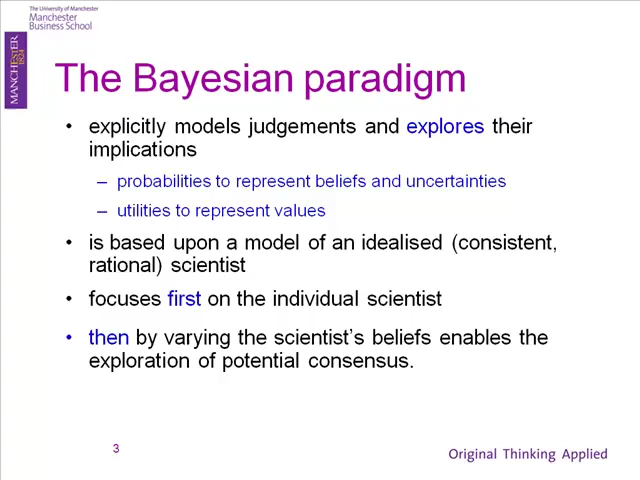 The University of Manchester
Manchester
Business School
MANCHESTER
1824
The Bayesian paradigm
• explicitly models judgements and explores their
implications
– probabilities to represent beliefs and uncertainties
– utilities to represent values
• is based upon a model of an idealised (consistent,
rational) scientist
• focuses first on the individual scientist
• then by varying the scientist's beliefs enables the
exploration of potential consensus.
3
Original Thinking Applied